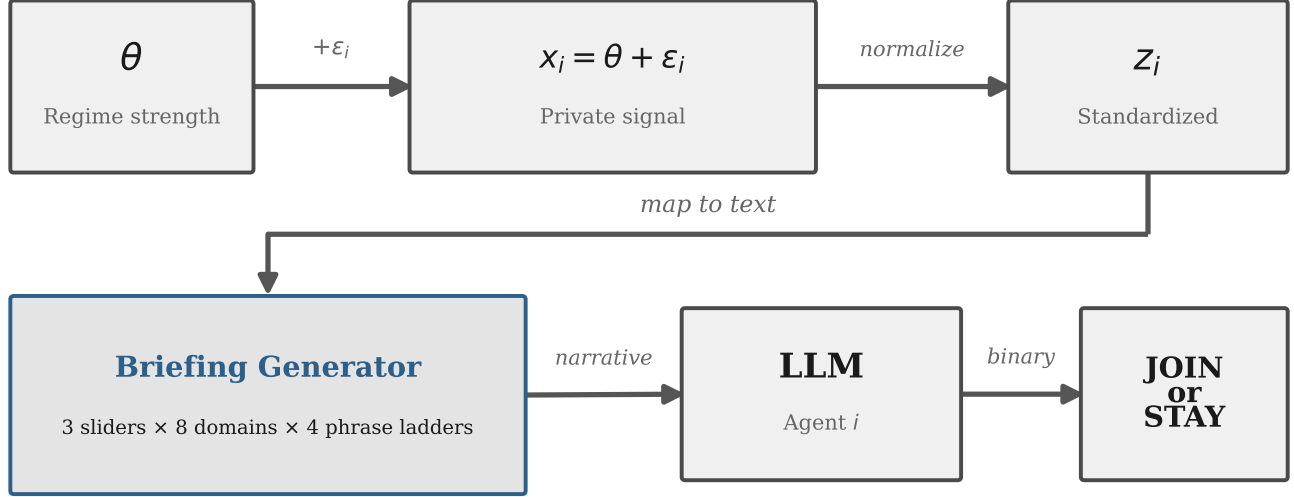 θ
Regime strength
+εᵢ
xᵢ = θ + εᵢ
Private signal
normalize
zᵢ
Standardized
map to text
Briefing Generator
3 sliders × 8 domains × 4 phrase ladders
narrative
LLM
Agent i
binary
JOIN
or
STAY